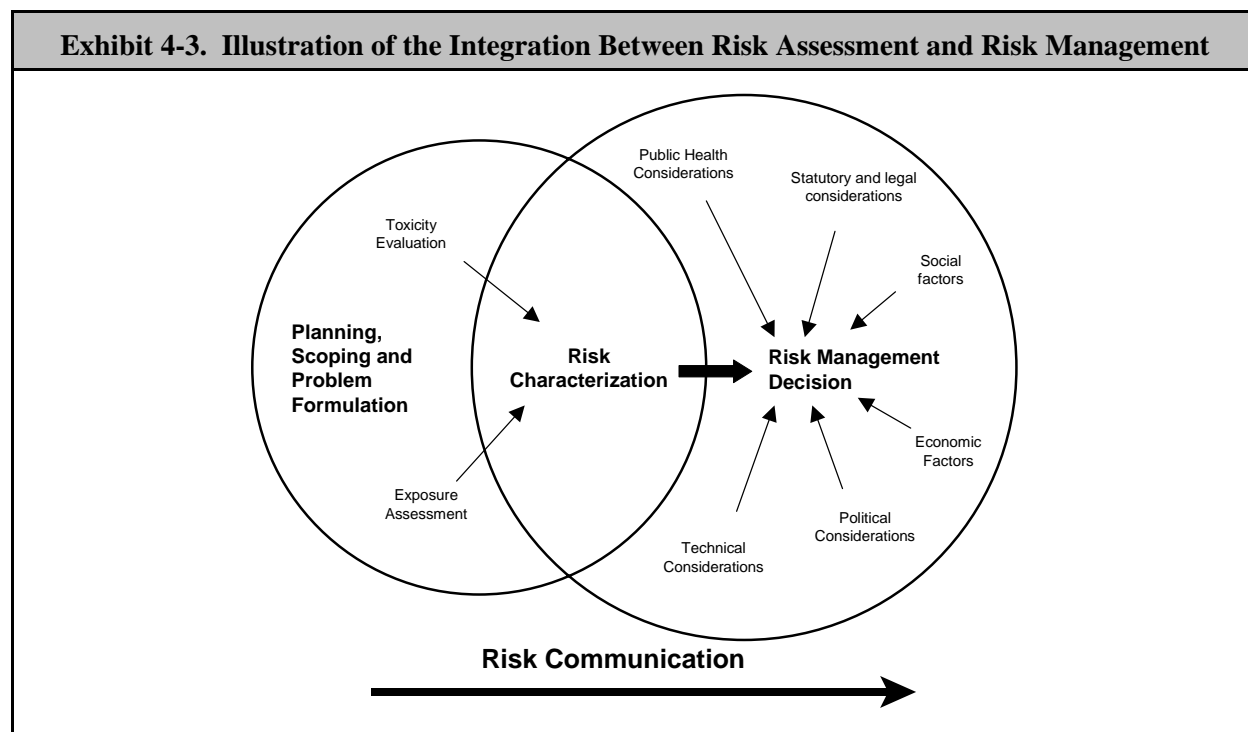 Exhibit 4-3.  Illustration of the Integration Between Risk Assessment and Risk Management
Public Health
Considerations
Statutory and legal
considerations
Toxicity
Evaluation
Social
factors
Planning,
Scoping and
Problem
Formulation
Risk
Characterization
Risk Management
Decision
Economic
Factors
Exposure
Assessment
Political
Considerations
Technical
Considerations
Risk Communication